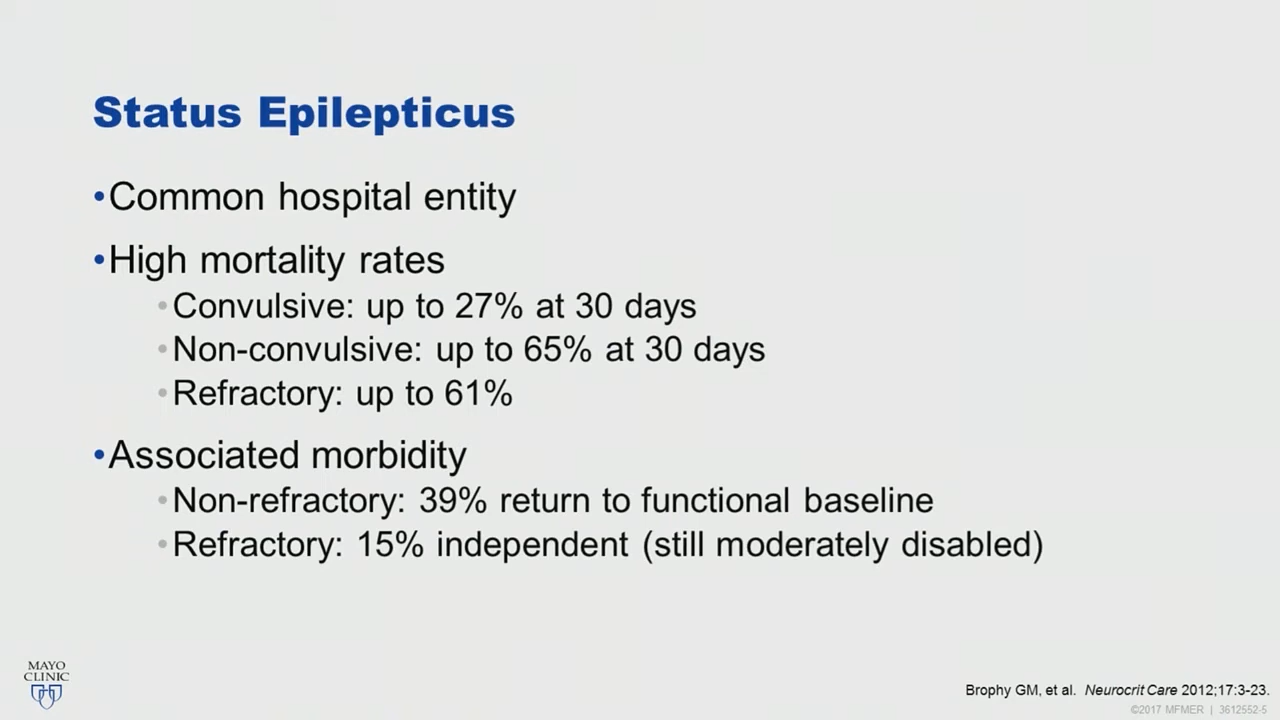 Status Epilepticus
•Common hospital entity
•High mortality rates
•Convulsive: up to 27% at 30 days
•Non-convulsive: up to 65% at 30 days
•Refractory: up to 61%
•Associated morbidity
•Non-refractory: 39% return to functional baseline
•Refractory: 15% independent (still moderately disabled)
MAYO
CLINIC
Brophy GM, et al. Neurocrit Care 2012;17:3-23.
©2017 MFMER | 3612552-5